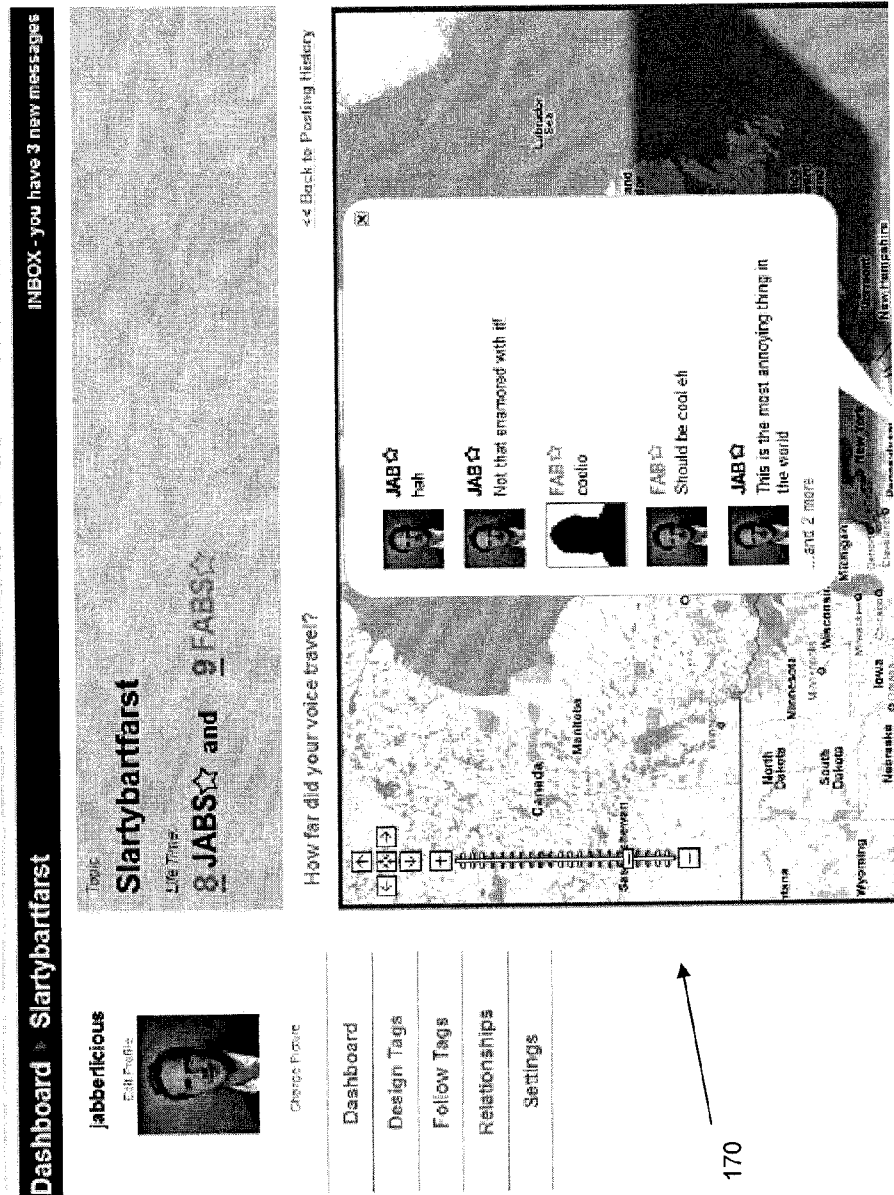 Dashboard » Slartybartfarst
INBOX - you have 3 new messages
jabberlicious
Edit Profile
Change Picture
Dashboard
Design Tags
Follow Tags
Relationships
Settings
Topic
Slartybartfarst
Life Time
8 JABS☆ and 9 FABS☆
How far did your voice travel?
<< Back to Posting History
JAB☆
hah
JAB☆
Not that enamored with it!
FAB☆
coolio
FAB☆
Should be cool eh
JAB☆
This is the most annoying thing in
the world
...and 2 more
Labrador
Sea
Canada
Manitoba
North
Dakota
Minnesota
South
Dakota
Wisconsin
Michigan
Wyoming
Iowa
Nebraska
New York
Vermont
New Hampshire
Chicago
170